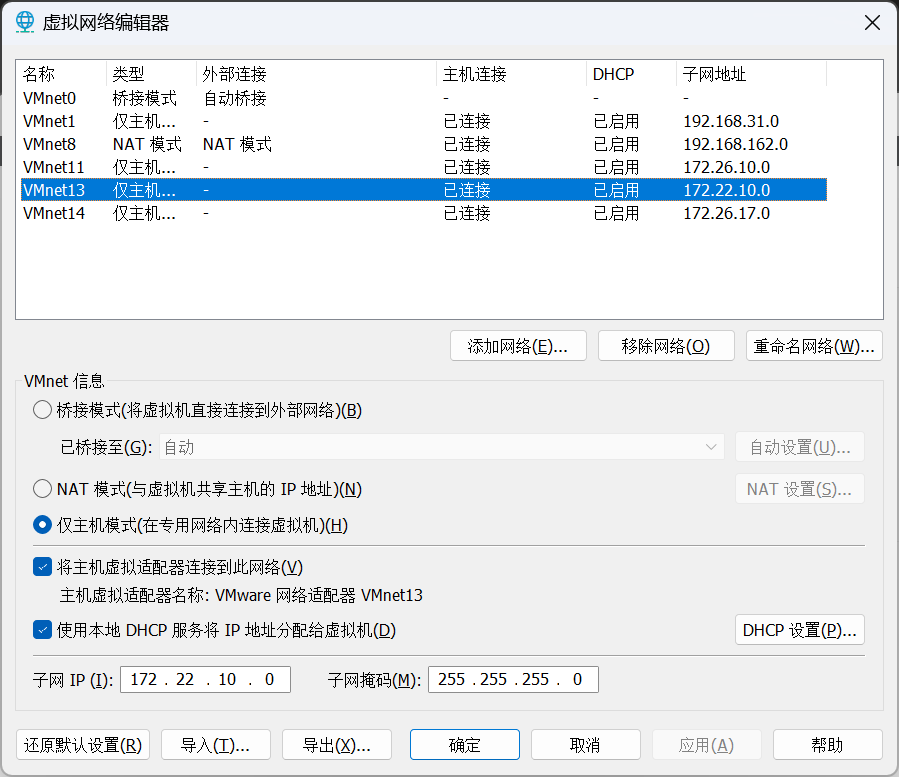 虚拟网络编辑器
名称 类型 外部连接 主机连接 DHCP 子网地址
VMnet0 桥接模式 自动桥接 - - -
VMnet1 仅主机... - 已连接 已启用 192.168.31.0
VMnet8 NAT 模式 NAT 模式 已连接 已启用 192.168.162.0
VMnet11 仅主机... - 已连接 已启用 172.26.10.0
VMnet13 仅主机... - 已连接 已启用 172.22.10.0
VMnet14 仅主机... - 已连接 已启用 172.26.17.0
添加网络(E)... 移除网络(O) 重命名网络(W)...
VMnet 信息
桥接模式(将虚拟机直接连接到外部网络)(B)
已桥接至(G): 自动 自动设置(U)...
NAT 模式(与虚拟机共享主机的 IP 地址)(N) NAT 设置(S)...
仅主机模式(在专用网络内连接虚拟机)(H)
将主机虚拟适配器连接到此网络(V)
主机虚拟适配器名称: VMware 网络适配器 VMnet13
使用本地 DHCP 服务将 IP 地址分配给虚拟机(D) DHCP 设置(P)...
子网 IP (I): 172 . 22 . 10 . 0 子网掩码(M): 255 . 255 . 255 . 0
还原默认设置(R) 导入(T)... 导出(X)... 确定 取消 应用(A) 帮助